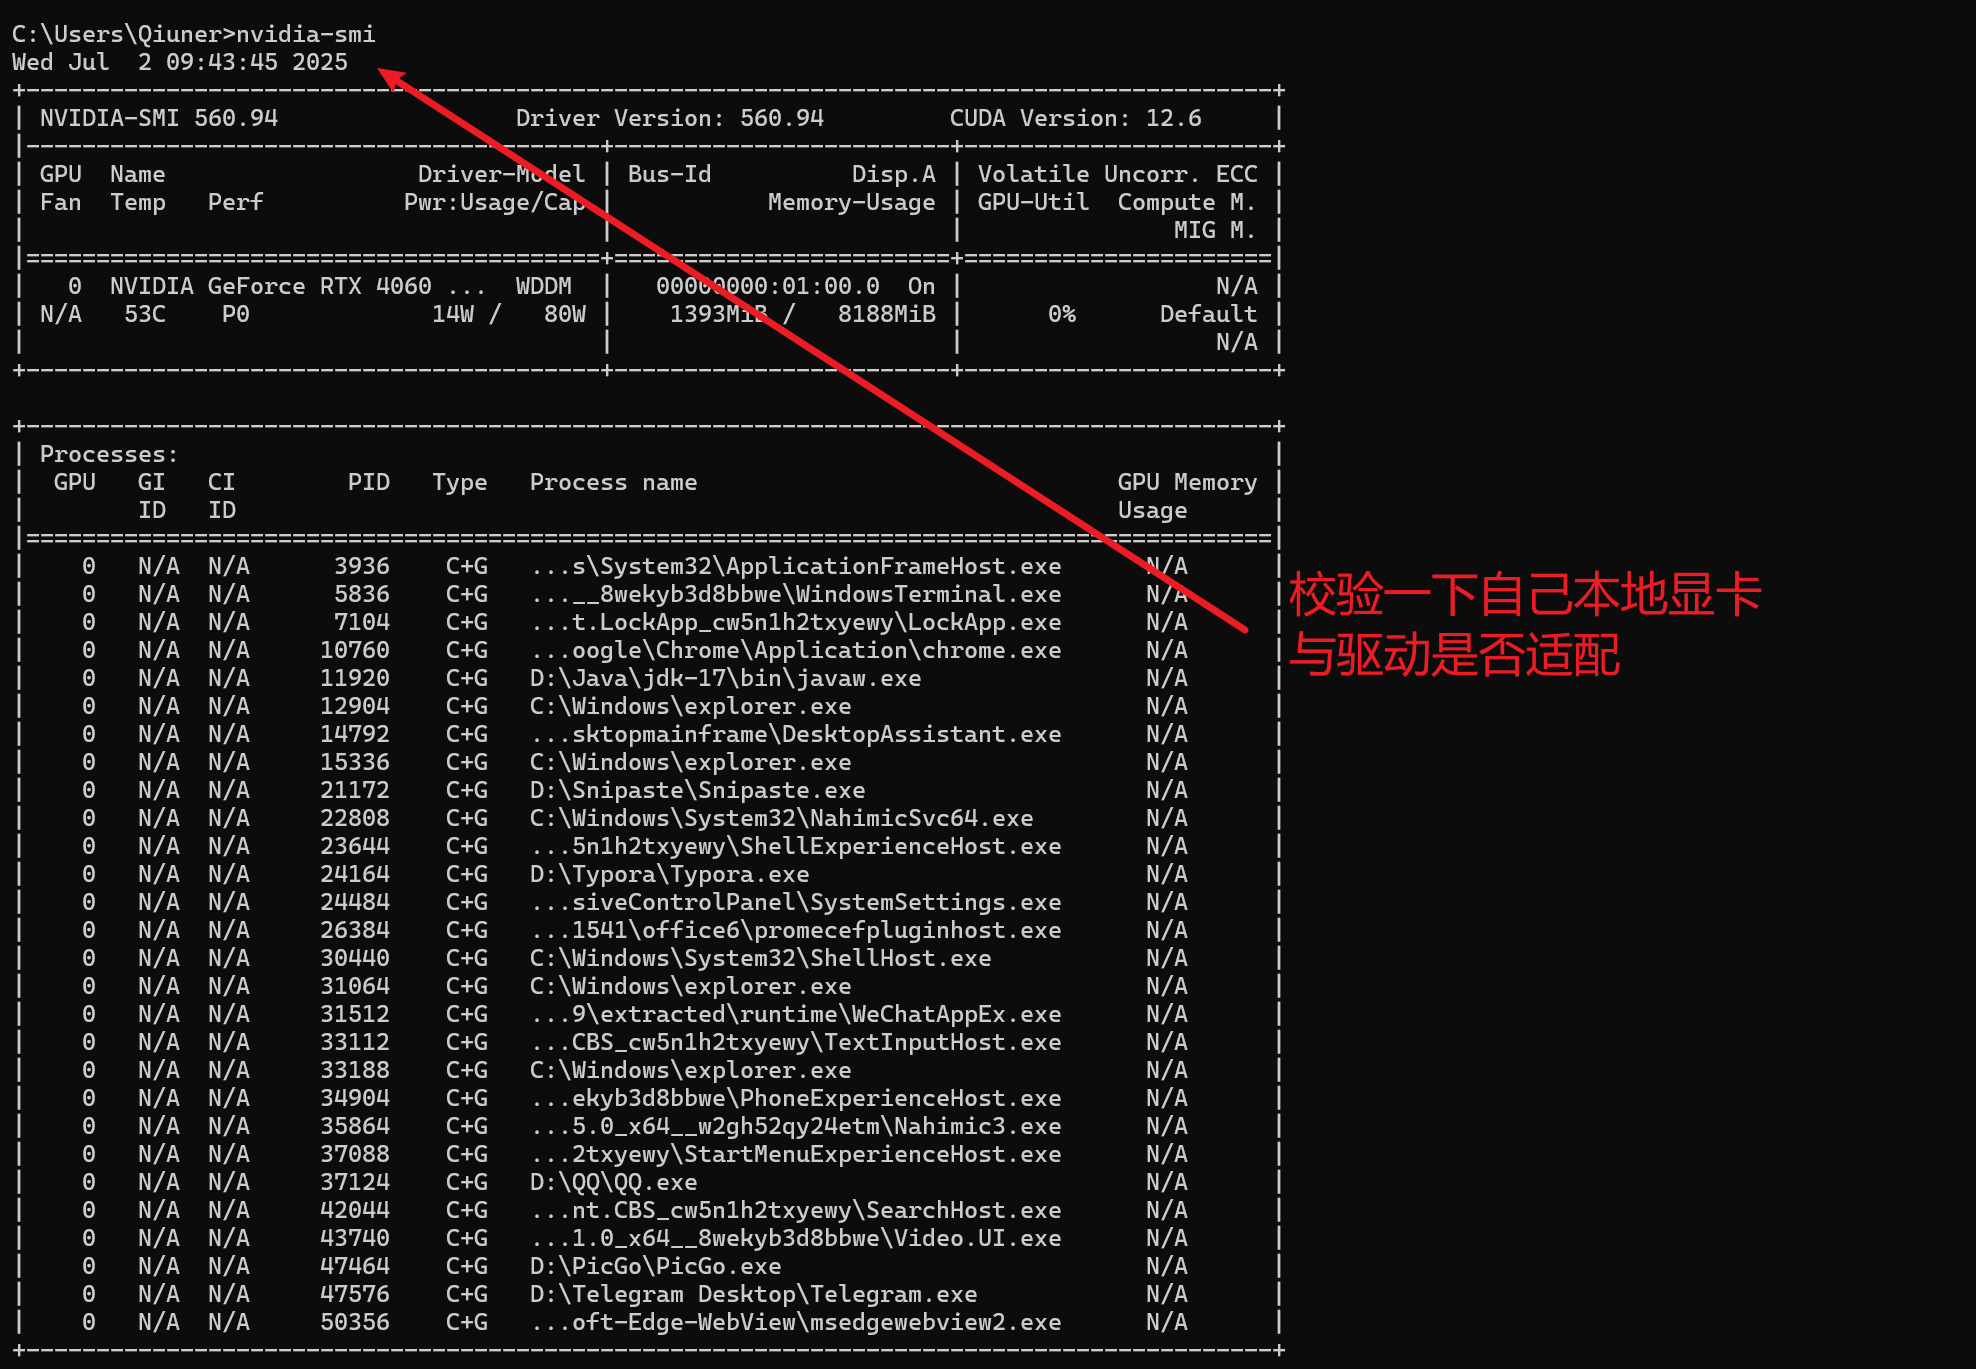 C:\Users\Qiuner>nvidia-smi
Wed Jul  2 09:43:45 2025
+-----------------------------------------------------------------------------------------+
| NVIDIA-SMI 560.94                 Driver Version: 560.94         CUDA Version: 12.6     |
|-----------------------------------------+------------------------+----------------------+
| GPU  Name                  Driver-Model | Bus-Id          Disp.A | Volatile Uncorr. ECC |
| Fan  Temp   Perf          Pwr:Usage/Cap |           Memory-Usage | GPU-Util  Compute M. |
|                                         |                        |               MIG M. |
|=========================================+========================+======================|
|   0  NVIDIA GeForce RTX 4060 ...  WDDM  |   00000000:01:00.0  On |                  N/A |
| N/A   53C    P0               14W /   80W |    1393MiB /   8188MiB |      0%      Default |
|                                         |                        |                  N/A |
+-----------------------------------------+------------------------+----------------------+
+-----------------------------------------------------------------------------------------+
| Processes:                                                                              |
|  GPU   GI   CI        PID   Type   Process name                              GPU Memory |
|        ID   ID                                                               Usage      |
|=========================================================================================|
|    0   N/A  N/A      3936    C+G   ...s\System32\ApplicationFrameHost.exe      N/A      |
|    0   N/A  N/A      5836    C+G   ...__8wekyb3d8bbwe\WindowsTerminal.exe      N/A      |
|    0   N/A  N/A      7104    C+G   ...t.LockApp_cw5n1h2txyewy\LockApp.exe      N/A      |
|    0   N/A  N/A     10760    C+G   ...oogle\Chrome\Application\chrome.exe      N/A      |
|    0   N/A  N/A     11920    C+G   D:\Java\jdk-17\bin\javaw.exe                N/A      |
|    0   N/A  N/A     12904    C+G   C:\Windows\explorer.exe                     N/A      |
|    0   N/A  N/A     14792    C+G   ...sktopmainframe\DesktopAssistant.exe      N/A      |
|    0   N/A  N/A     15336    C+G   C:\Windows\explorer.exe                     N/A      |
|    0   N/A  N/A     21172    C+G   D:\Snipaste\Snipaste.exe                    N/A      |
|    0   N/A  N/A     22808    C+G   C:\Windows\System32\NahimicSvc64.exe        N/A      |
|    0   N/A  N/A     23644    C+G   ...5n1h2txyewy\ShellExperienceHost.exe      N/A      |
|    0   N/A  N/A     24164    C+G   D:\Typora\Typora.exe                        N/A      |
|    0   N/A  N/A     24484    C+G   ...siveControlPanel\SystemSettings.exe      N/A      |
|    0   N/A  N/A     26384    C+G   ...1541\office6\promecefpluginhost.exe      N/A      |
|    0   N/A  N/A     30440    C+G   C:\Windows\System32\ShellHost.exe           N/A      |
|    0   N/A  N/A     31064    C+G   C:\Windows\explorer.exe                     N/A      |
|    0   N/A  N/A     31512    C+G   ...9\extracted\runtime\WeChatAppEx.exe      N/A      |
|    0   N/A  N/A     33112    C+G   ...CBS_cw5n1h2txyewy\TextInputHost.exe      N/A      |
|    0   N/A  N/A     33188    C+G   C:\Windows\explorer.exe                     N/A      |
|    0   N/A  N/A     34904    C+G   ...ekyb3d8bbwe\PhoneExperienceHost.exe      N/A      |
|    0   N/A  N/A     35864    C+G   ...5.0_x64__w2gh52qy24etm\Nahimic3.exe      N/A      |
|    0   N/A  N/A     37088    C+G   ...2txyewy\StartMenuExperienceHost.exe      N/A      |
|    0   N/A  N/A     37124    C+G   D:\QQ\QQ.exe                                N/A      |
|    0   N/A  N/A     42044    C+G   ...nt.CBS_cw5n1h2txyewy\SearchHost.exe      N/A      |
|    0   N/A  N/A     43740    C+G   ...1.0_x64__8wekyb3d8bbwe\Video.UI.exe      N/A      |
|    0   N/A  N/A     47464    C+G   D:\PicGo\PicGo.exe                          N/A      |
|    0   N/A  N/A     47576    C+G   D:\Telegram Desktop\Telegram.exe            N/A      |
|    0   N/A  N/A     50356    C+G   ...oft-Edge-WebView\msedgewebview2.exe      N/A      |
+-----------------------------------------------------------------------------------------+
校验一下自己本地显卡
与驱动是否适配